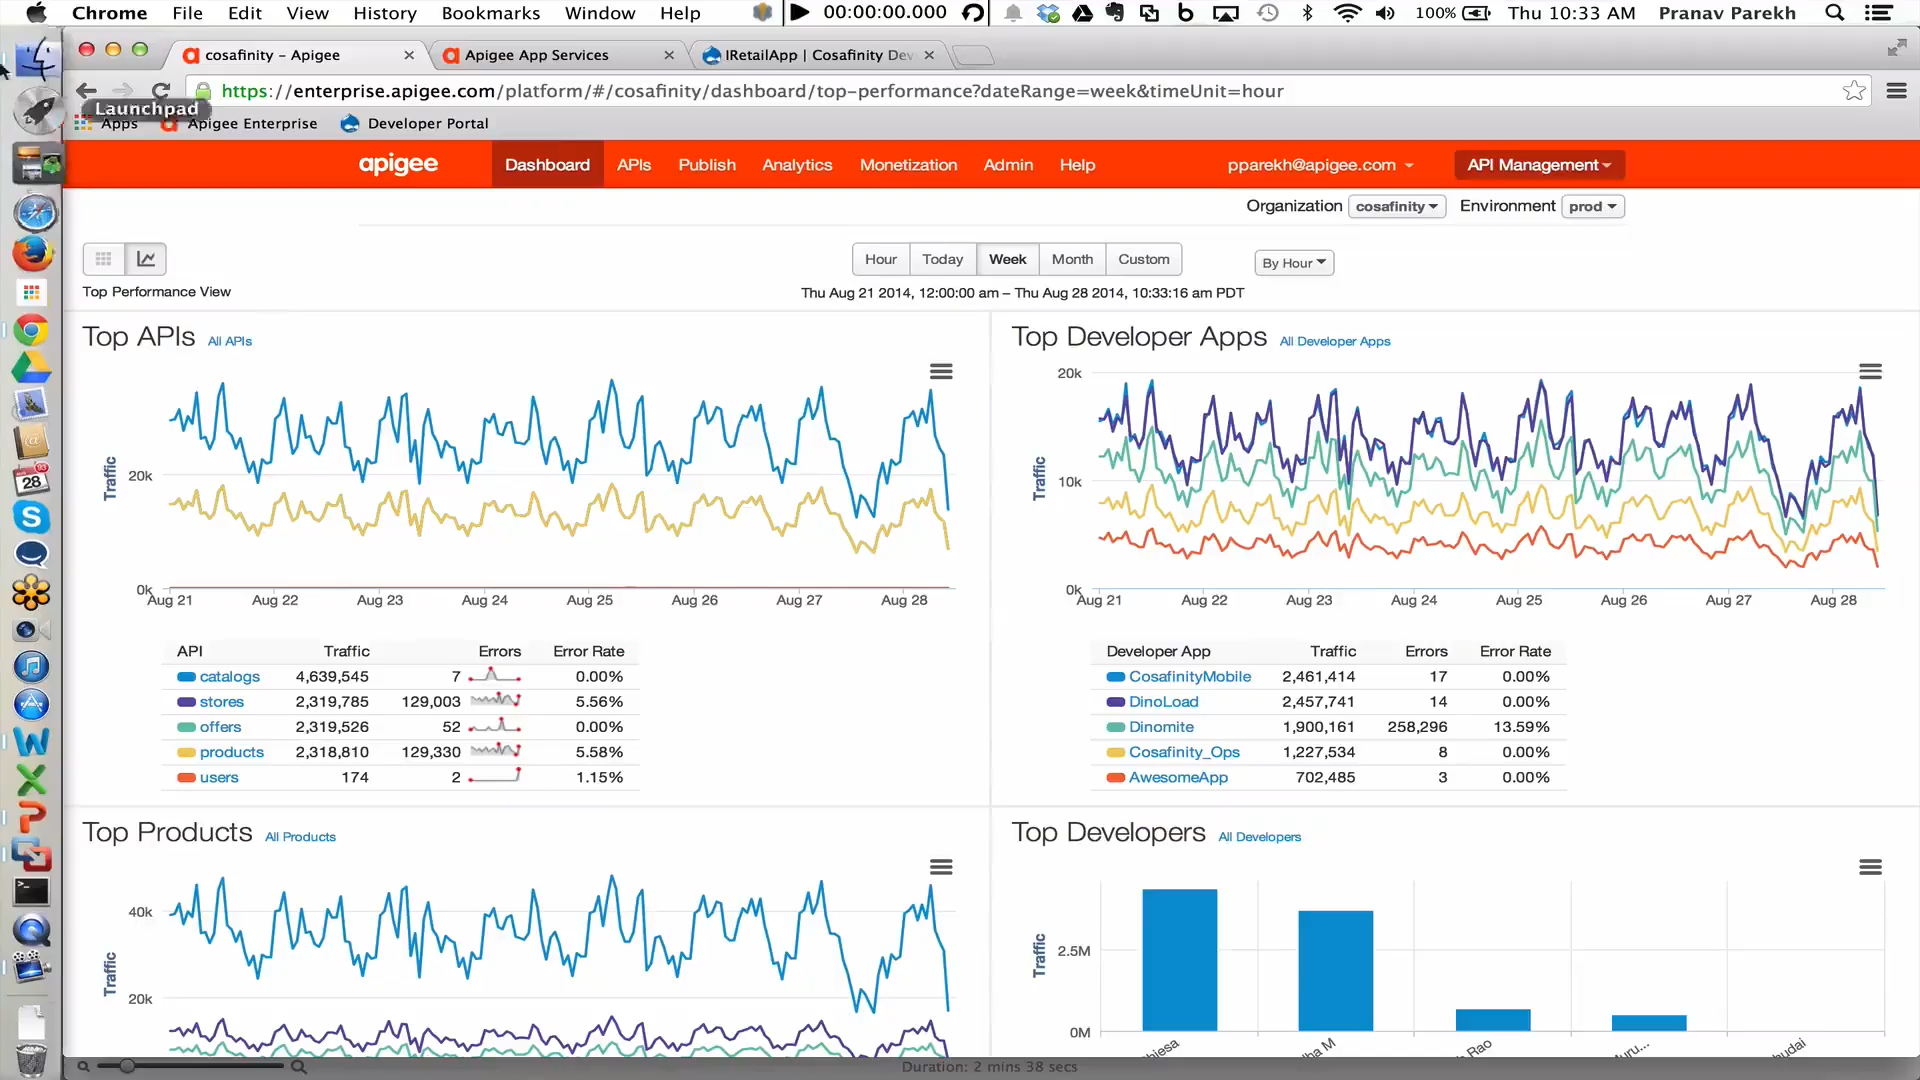 Chrome File Edit View History Bookmarks Window Help 00:00:00.000 100% Thu 10:33 AM Pranav Parekh
cosafinity – Apigee
Apigee App Services
IRetailApp | Cosafinity Dev
https://enterprise.apigee.com/platform/#/cosafinity/dashboard/top-performance?dateRange=week&timeUnit=hour
Launchpad
Apps Apigee Enterprise Developer Portal
apigee Dashboard APIs Publish Analytics Monetization Admin Help pparekh@apigee.com API Management
Organization cosafinity Environment prod
Hour Today Week Month Custom By Hour
Top Performance View
Thu Aug 21 2014, 12:00:00 am – Thu Aug 28 2014, 10:33:16 am PDT
Top APIs All APIs
Traffic
20k
0k
Aug 21 Aug 22 Aug 23 Aug 24 Aug 25 Aug 26 Aug 27 Aug 28
API Traffic Errors Error Rate
catalogs 4,639,545 7 0.00%
stores 2,319,785 129,003 5.56%
offers 2,319,526 52 0.00%
products 2,318,810 129,330 5.58%
users 174 2 1.15%
Top Developer Apps All Developer Apps
Traffic
20k
10k
0k
Aug 21 Aug 22 Aug 23 Aug 24 Aug 25 Aug 26 Aug 27 Aug 28
Developer App Traffic Errors Error Rate
CosafinityMobile 2,461,414 17 0.00%
DinoLoad 2,457,741 14 0.00%
Dinomite 1,900,161 258,296 13.59%
Cosafinity_Ops 1,227,534 8 0.00%
AwesomeApp 702,485 3 0.00%
Top Products All Products
Traffic
40k
20k
Top Developers All Developers
Traffic
2.5M
0M
Rao
28
Duration: 2 mins 38 secs